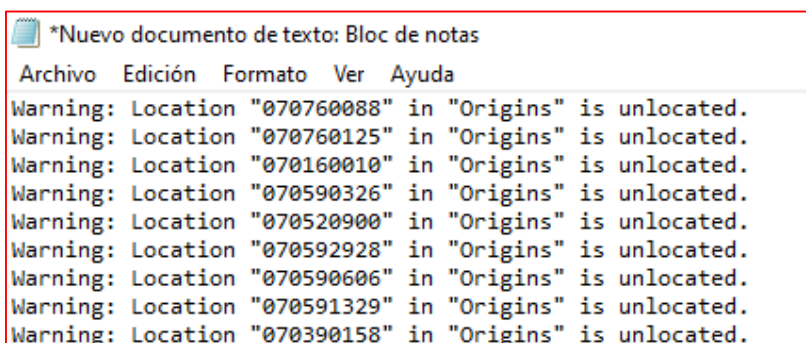 *Nuevo documento de texto: Bloc de notas
Archivo Edición Formato Ver Ayuda
Warning: Location "070760088" in "Origins" is unlocated.
Warning: Location "070760125" in "Origins" is unlocated.
Warning: Location "070160010" in "Origins" is unlocated.
Warning: Location "070590326" in "Origins" is unlocated.
Warning: Location "070520900" in "Origins" is unlocated.
Warning: Location "070592928" in "Origins" is unlocated.
Warning: Location "070590606" in "Origins" is unlocated.
Warning: Location "070591329" in "Origins" is unlocated.
Warning: Location "070390158" in "Origins" is unlocated.